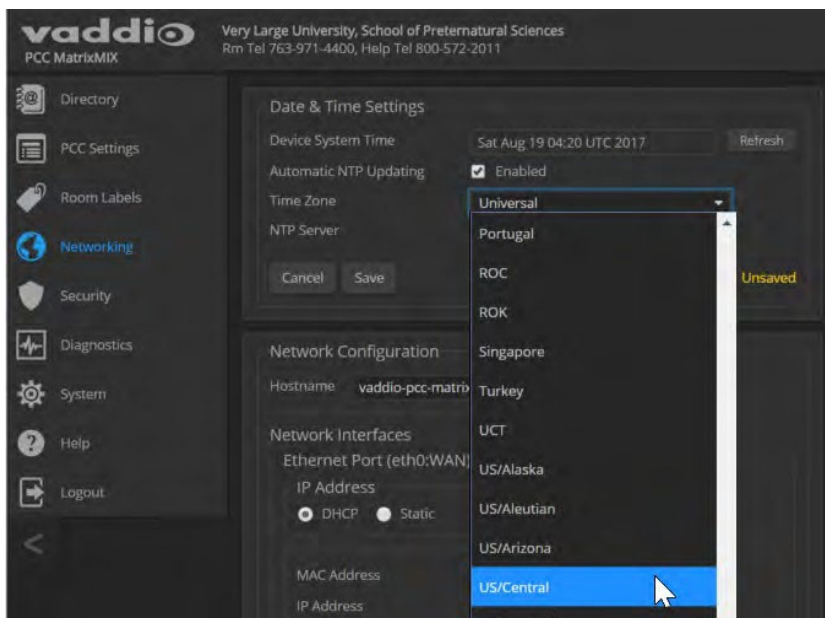 vaddio
PCC MatrixMIX
Very Large University, School of Preternatural Sciences
Rm Tel 763-971-4400, Help Tel 800-572-2011
Directory
PCC Settings
Room Labels
Networking
Security
Diagnostics
System
Help
Logout
Date & Time Settings
Device System Time
Sat Aug 19 04:20 UTC 2017
Refresh
Automatic NTP Updating
Enabled
Time Zone
Universal
NTP Server
Portugal
ROC
ROK
Singapore
Turkey
UCT
US/Alaska
US/Aleutian
US/Arizona
US/Central
Cancel
Save
Unsaved
Network Configuration
Hostname
vaddio-pcc-matrix
Network Interfaces
Ethernet Port (eth0:WAN)
IP Address
DHCP
Static
MAC Address
IP Address